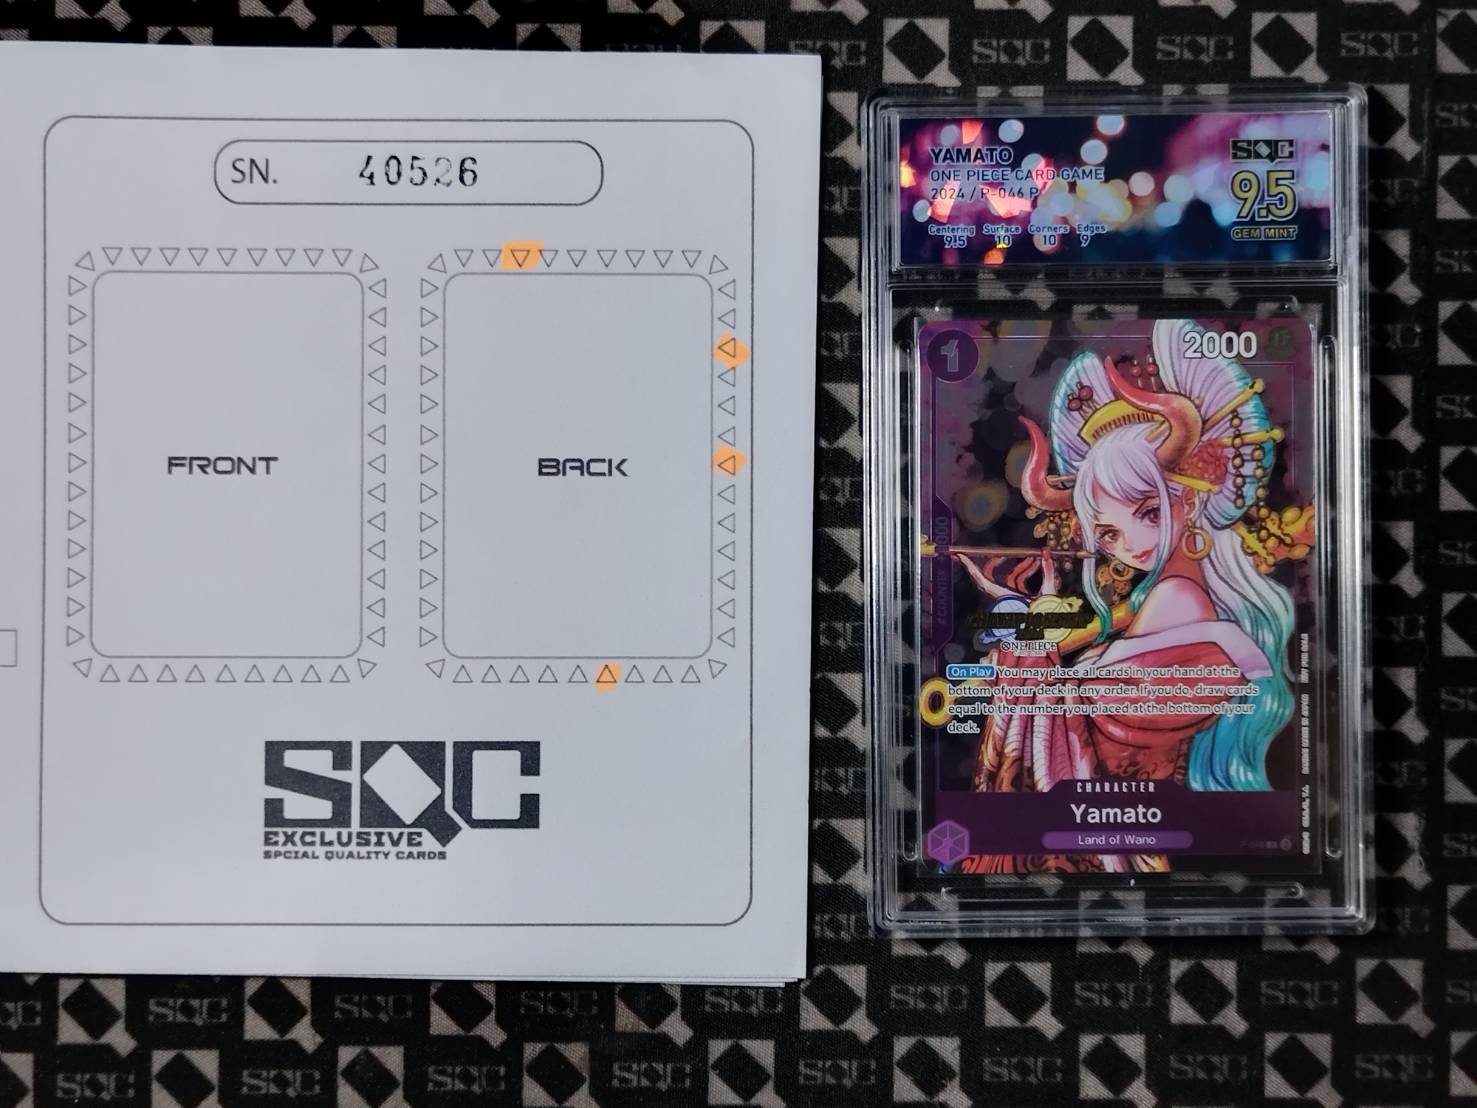 SN. 40526
FRONT
BACK
SQC
EXCLUSIVE
SPCIAL QUALITY CARDS
YAMATO
ONE PIECE CARD GAME
2024 / P-046 P
SQC
9.5
GEM MINT
Centering Surface Corners Edges
9.5 10 10 9
1
2000
COUNTER
CHAMPIONSHIP
ONE PIECE
On Play You may place all cards in your hand at the
bottom of your deck in any order. If you do, draw cards
equal to the number you placed at the bottom of your
deck.
CHARACTER
Yamato
Land of Wano